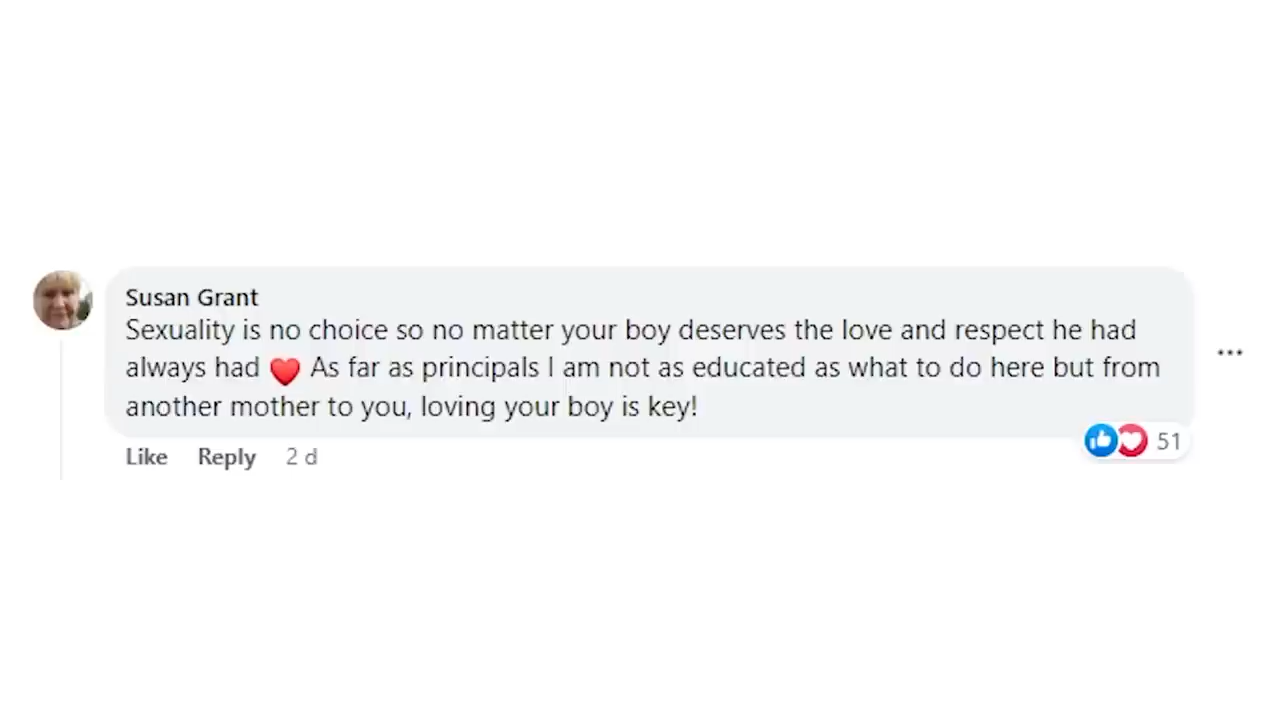 Susan Grant
Sexuality is no choice so no matter your boy deserves the love and respect he had
always had ❤️ As far as principals I am not as educated as what to do here but from
another mother to you, loving your boy is key!
Like Reply 2 d
51